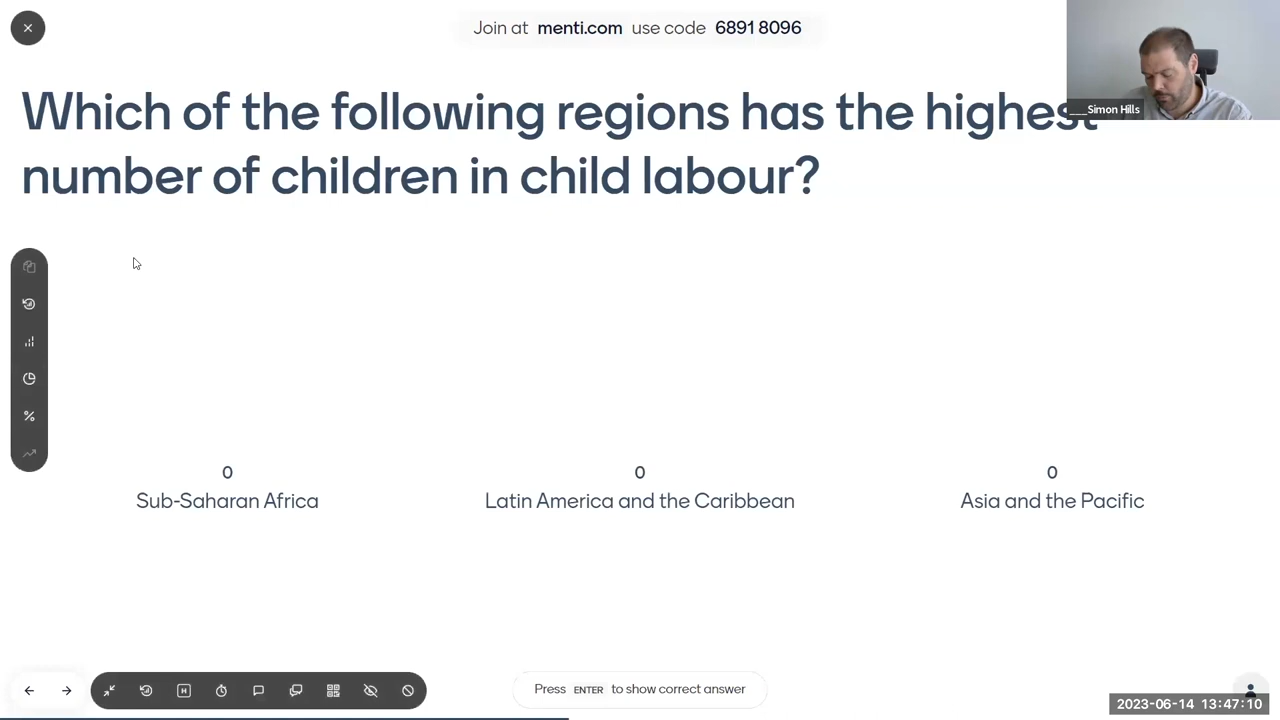 Join at menti.com use code 6891 8096
Which of the following regions has the highest
number of children in child labour?
___Simon Hills
0
Sub-Saharan Africa
0
Latin America and the Caribbean
0
Asia and the Pacific
%
H
Press ENTER to show correct answer
2023-06-14 13:47:10